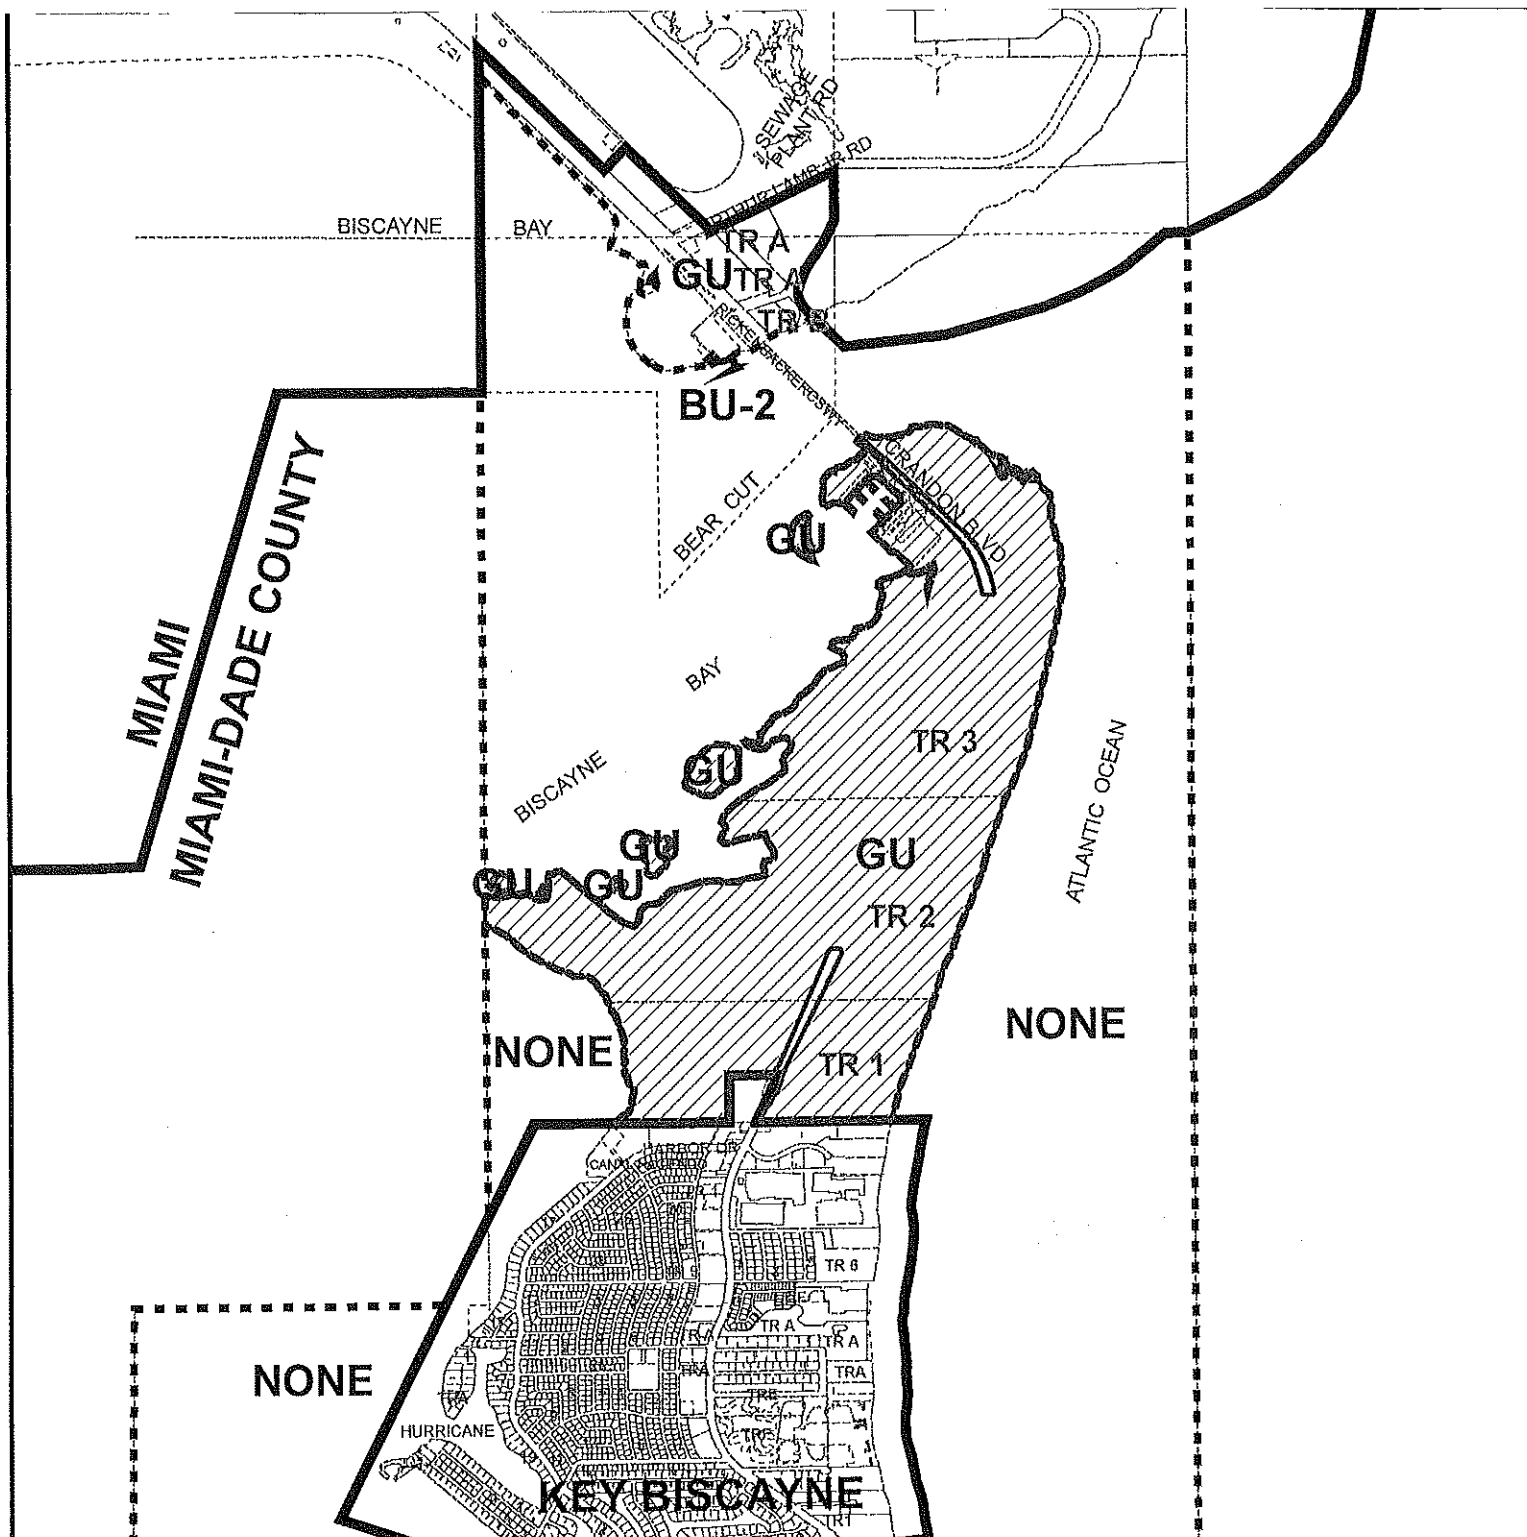 SEWAGE
PLANT RD
BISCAYNE BAY
TR A
GU TR A
TR B
RICKENBACKER CSWY
BU-2
CRANDON BLVD
BEAR CUT
GU
MIAMI
MIAMI-DADE COUNTY
BAY
TR 3
GU
BISCAYNE
ATLANTIC OCEAN
GU
GU
GU
GU
TR 2
NONE
NONE
TR 1
HARBOR DR
TR 6
TR A
TR A
TR A
TRA
TRA
NONE
HURRICANE
KEY BISCAYNE
TR1